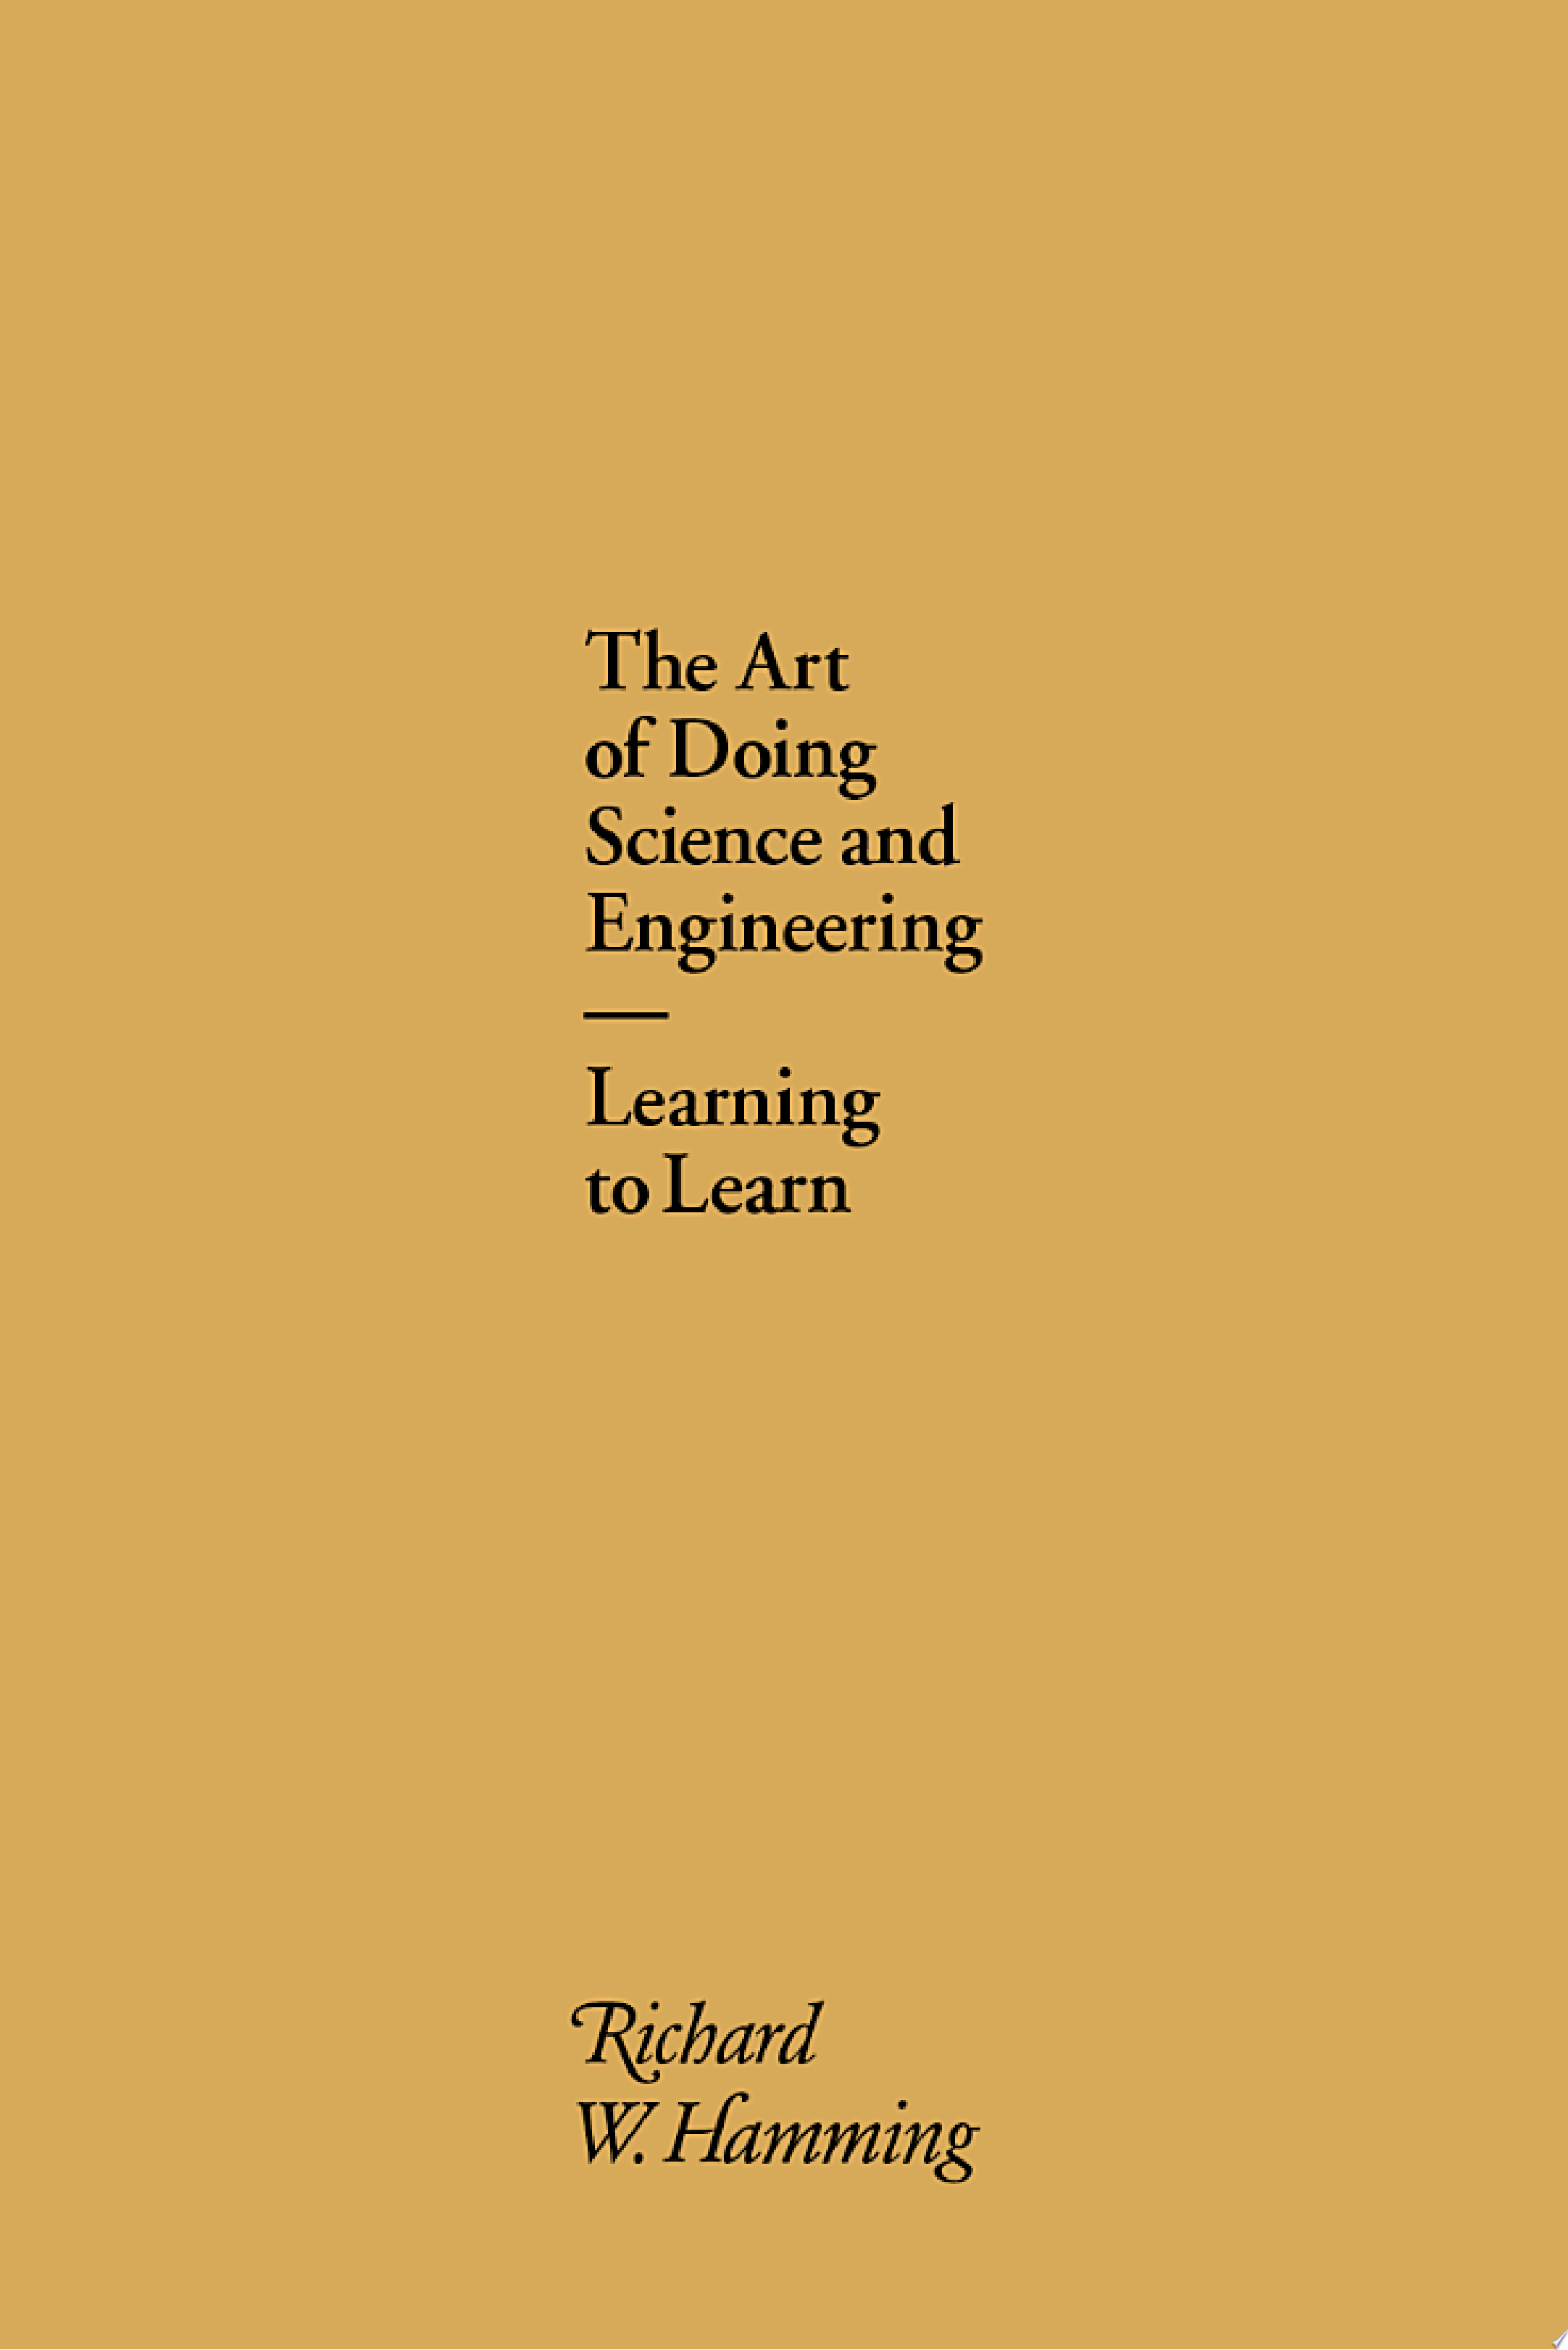 The Art
of Doing
Science and
Engineering
—
Learning
to Learn
Richard
W. Hamming